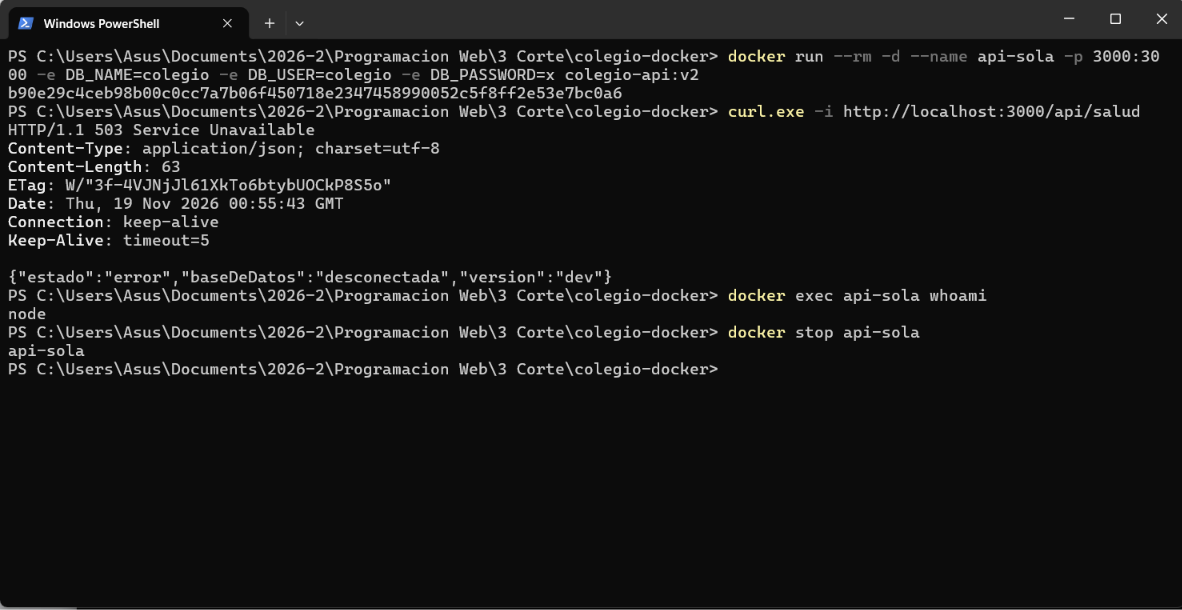 Windows PowerShell
PS C:\Users\Asus\Documents\2026-2\Programacion Web\3 Corte\colegio-docker> docker run --rm -d --name api-sola -p 3000:30
00 -e DB_NAME=colegio -e DB_USER=colegio -e DB_PASSWORD=x colegio-api:v2
b90e29c4ceb98b00c0cc7a7b06f450718e2347458990052c5f8ff2e53e7bc0a6
PS C:\Users\Asus\Documents\2026-2\Programacion Web\3 Corte\colegio-docker> curl.exe -i http://localhost:3000/api/salud
HTTP/1.1 503 Service Unavailable
Content-Type: application/json; charset=utf-8
Content-Length: 63
ETag: W/"3f-4VJNjJl61XkTo6btybUOCkP8S5o"
Date: Thu, 19 Nov 2026 00:55:43 GMT
Connection: keep-alive
Keep-Alive: timeout=5
{"estado":"error","baseDeDatos":"desconectada","version":"dev"}
PS C:\Users\Asus\Documents\2026-2\Programacion Web\3 Corte\colegio-docker> docker exec api-sola whoami
node
PS C:\Users\Asus\Documents\2026-2\Programacion Web\3 Corte\colegio-docker> docker stop api-sola
api-sola
PS C:\Users\Asus\Documents\2026-2\Programacion Web\3 Corte\colegio-docker>